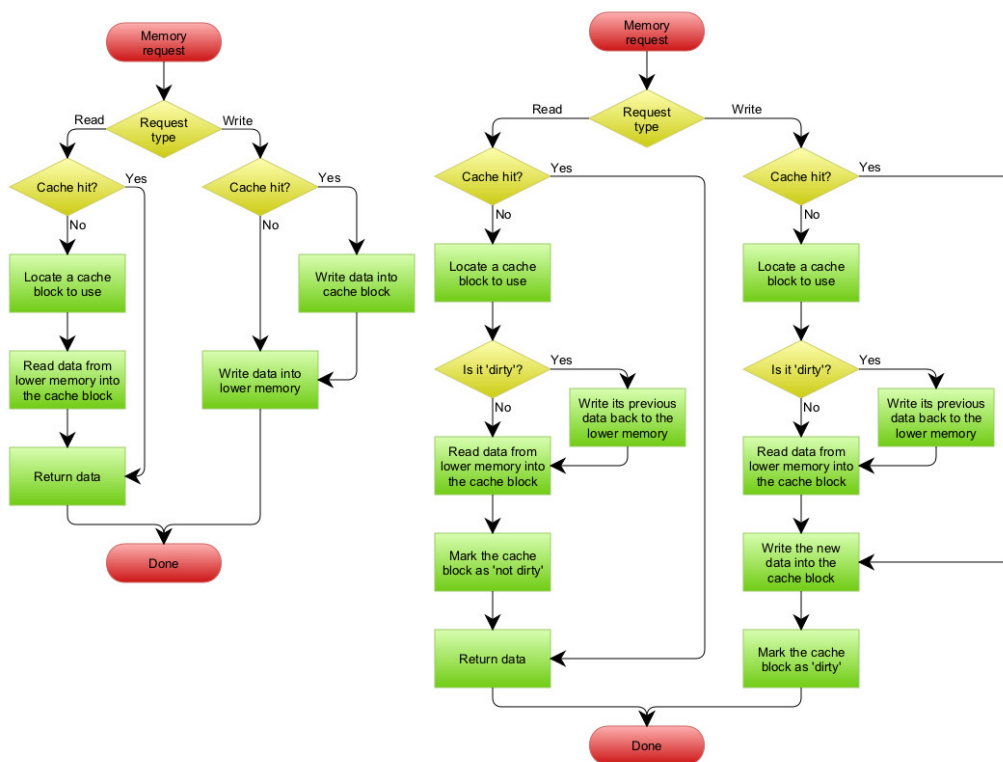 Memory
request
Request
type
Read
Write
Cache hit?
Yes
No
Cache hit?
Yes
No
Locate a cache
block to use
Write data into
cache block
Read data from
lower memory into
the cache block
Write data into
lower memory
Return data
Done
Memory
request
Request
type
Read
Write
Cache hit?
Yes
No
Locate a cache
block to use
Is it 'dirty'?
Yes
No
Write its previous
data back to the
lower memory
Read data from
lower memory into
the cache block
Mark the cache
block as 'not dirty'
Return data
Cache hit?
Yes
No
Locate a cache
block to use
Is it 'dirty'?
Yes
No
Write its previous
data back to the
lower memory
Read data from
lower memory into
the cache block
Write the new
data into the
cache block
Mark the cache
block as 'dirty'
Done